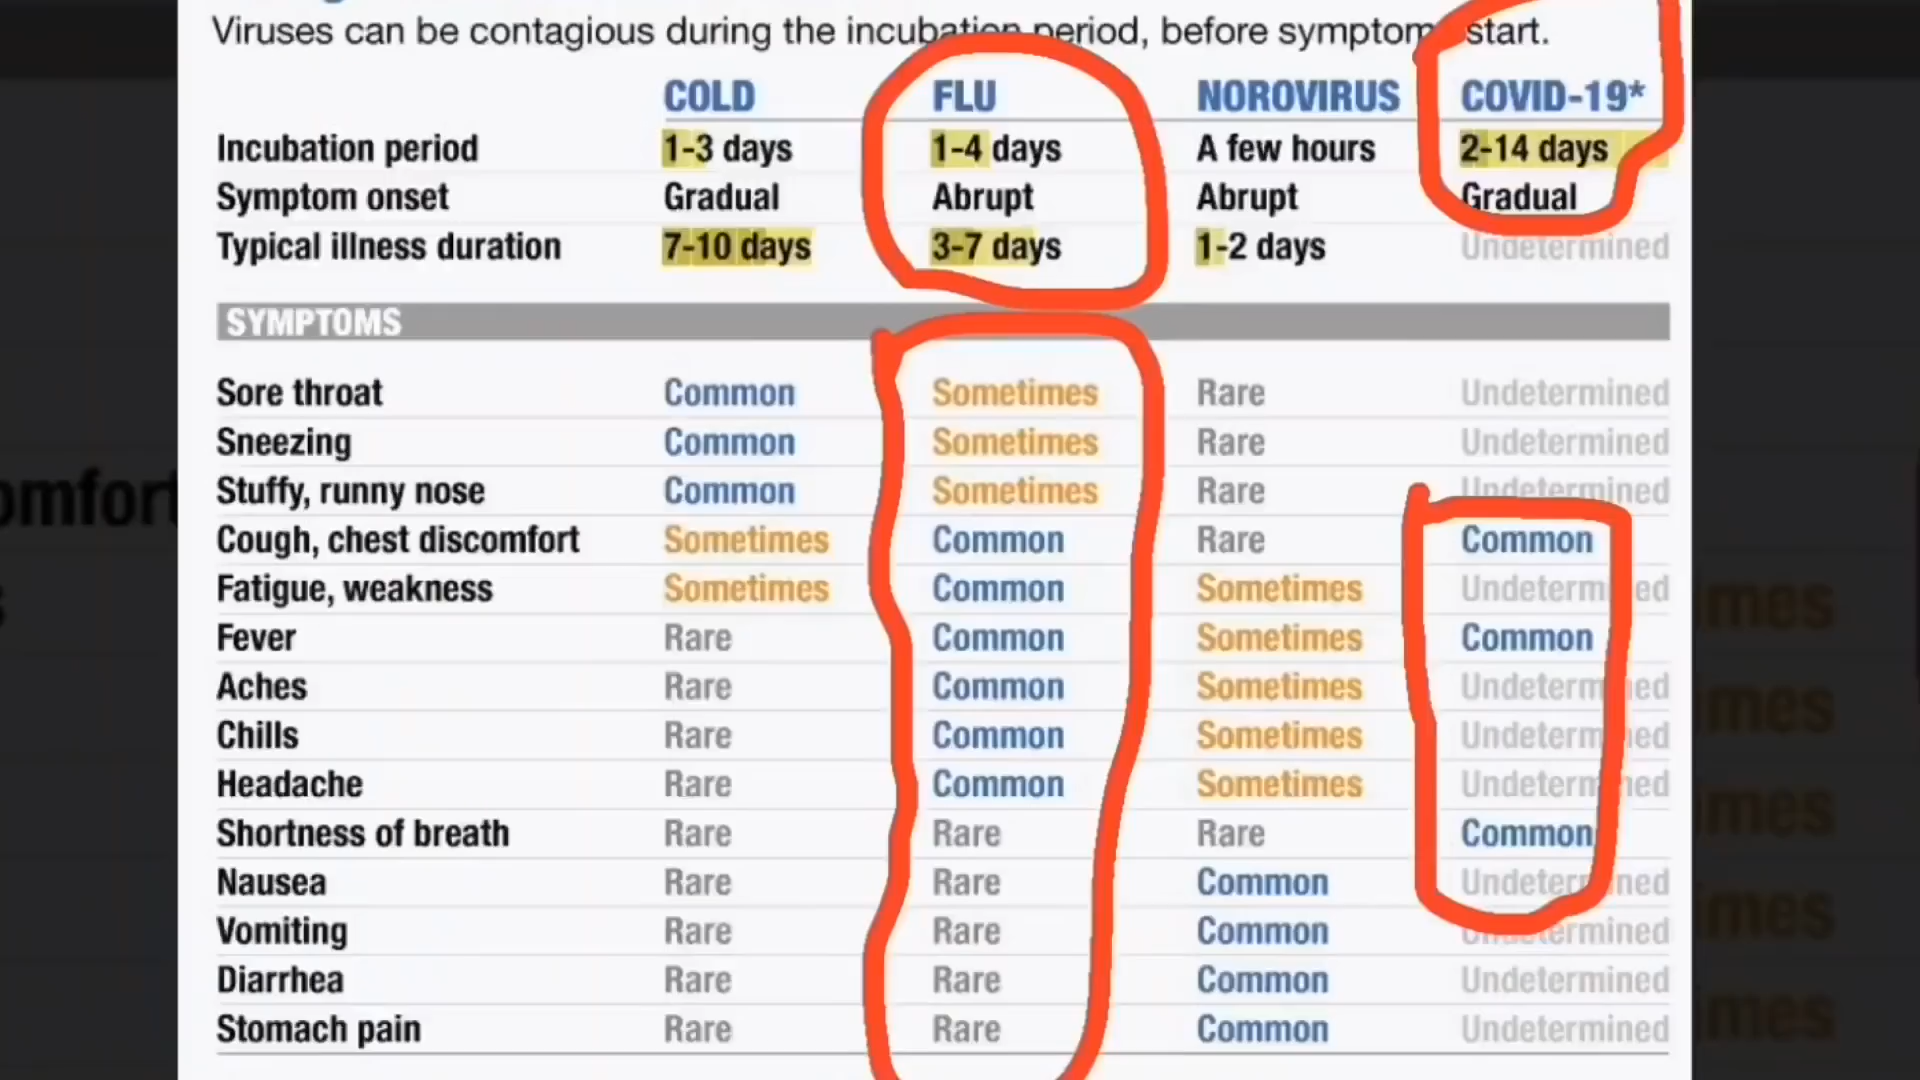 Viruses can be contagious during the incubation period, before symptoms start.
COLD FLU NOROVIRUS COVID-19*
Incubation period 1-3 days 1-4 days A few hours 2-14 days
Symptom onset Gradual Abrupt Abrupt Gradual
Typical illness duration 7-10 days 3-7 days 1-2 days Undetermined
SYMPTOMS
Sore throat Common Sometimes Rare Undetermined
Sneezing Common Sometimes Rare Undetermined
Stuffy, runny nose Common Sometimes Rare Undetermined
Cough, chest discomfort Sometimes Common Rare Common
Fatigue, weakness Sometimes Common Sometimes Undetermined
Fever Rare Common Sometimes Common
Aches Rare Common Sometimes Undetermined
Chills Rare Common Sometimes Undetermined
Headache Rare Common Sometimes Undetermined
Shortness of breath Rare Rare Rare Common
Nausea Rare Rare Common Undetermined
Vomiting Rare Rare Common Undetermined
Diarrhea Rare Rare Common Undetermined
Stomach pain Rare Rare Common Undetermined